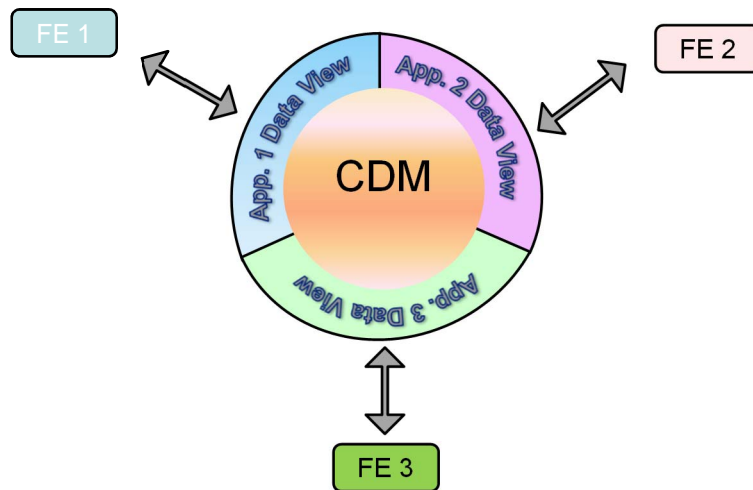 FE 1
FE 2
App. 1 Data View
App. 2 Data View
CDM
App. 3 Data View
FE 3